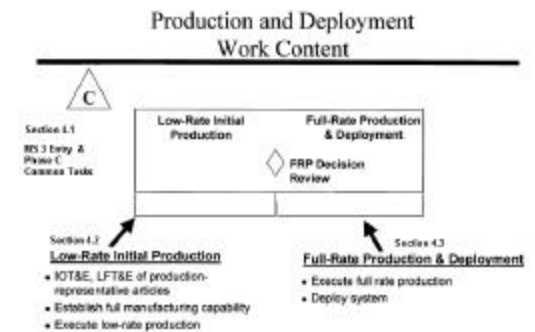 Production and Deployment
Work Content
C
Section 4.1
MS 3 Entry &
Phase C
Common Tasks
Low-Rate Initial
Production
Full-Rate Production
& Deployment
FRP Decision
Review
Section 4.2
Low-Rate Initial Production
• IOT&E, LFT&E of production-
representative articles
• Establish full manufacturing capability
• Execute low-rate production
Section 4.3
Full-Rate Production & Deployment
• Execute full rate production
• Deploy system